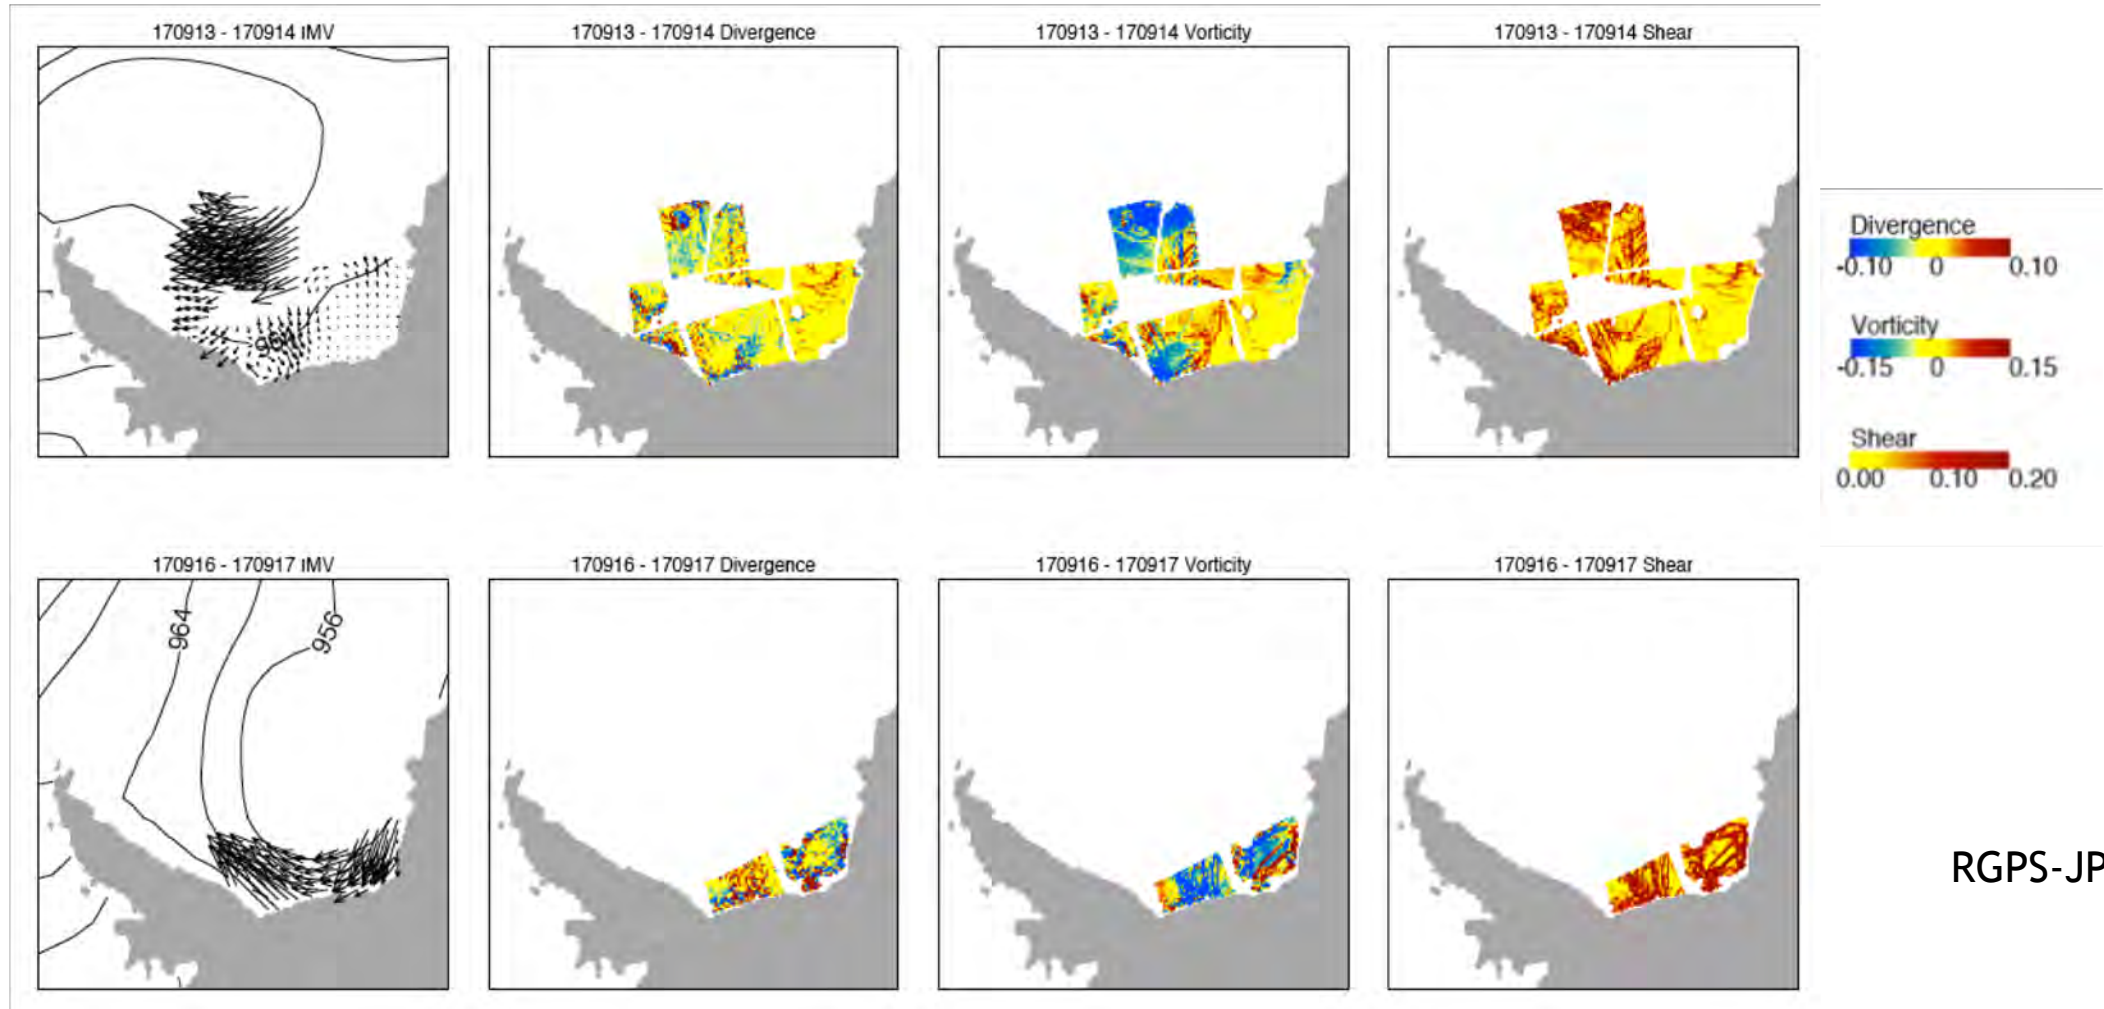 170913 - 170914 IMV
170913 - 170914 Divergence
170913 - 170914 Vorticity
170913 - 170914 Shear
964
Divergence
-0.10 0 0.10
Vorticity
-0.15 0 0.15
Shear
0.00 0.10 0.20
170916 - 170917 IMV
170916 - 170917 Divergence
170916 - 170917 Vorticity
170916 - 170917 Shear
964
956
RGPS-JP